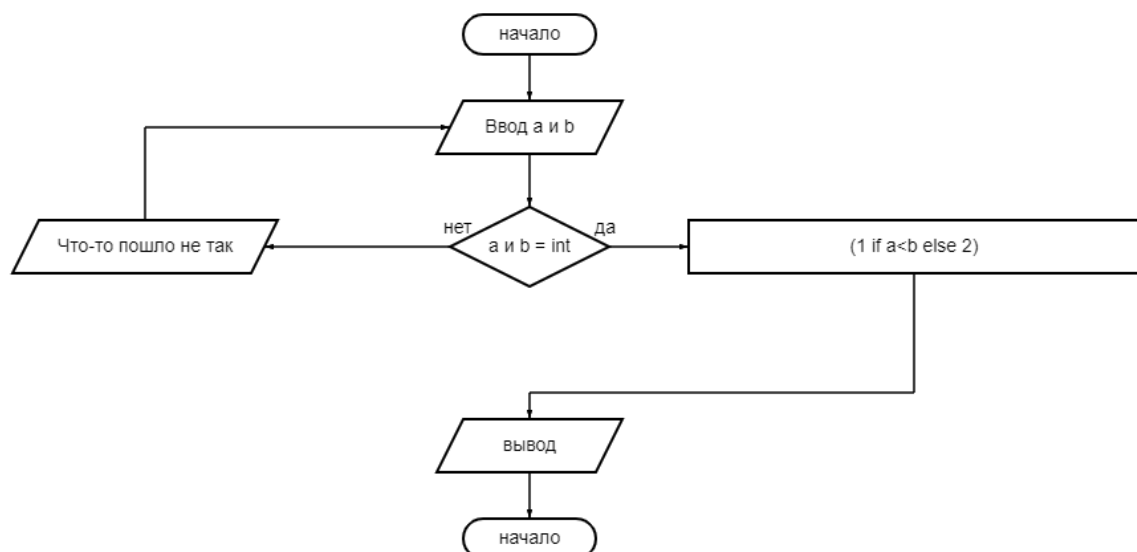 начало
Ввод a и b
нет
да
Что-то пошло не так
a и b = int
(1 if a<b else 2)
вывод
начало